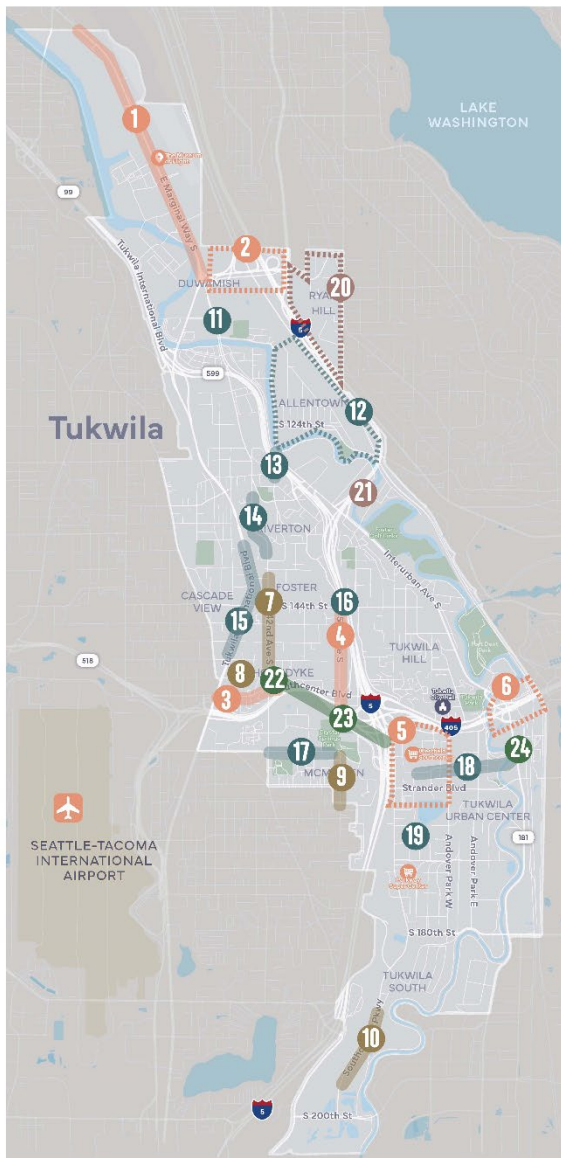 LAKE
WASHINGTON
1
99
E Marginal Way S
Tukwila International Blvd
2
DUWAMISH
20
RYAN
HILL
11
5
599
ALLENTOWN
12
S 124th St
Tukwila
13
21
14
RIVERTON
Interurban Ave S
FOSTER
CASCADE
VIEW
7
S 144th St
16
15
42nd Ave S
4
TUKWILA
HILL
518
8
22
3
6
5
405
23
5
24
17
18
9
Strander Blvd
TUKWILA
URBAN CENTER
19
181
SEATTLE-TACOMA
INTERNATIONAL
AIRPORT
Andover Park W
Andover Park E
S 180th St
TUKWILA
SOUTH
10
5
S 200th St